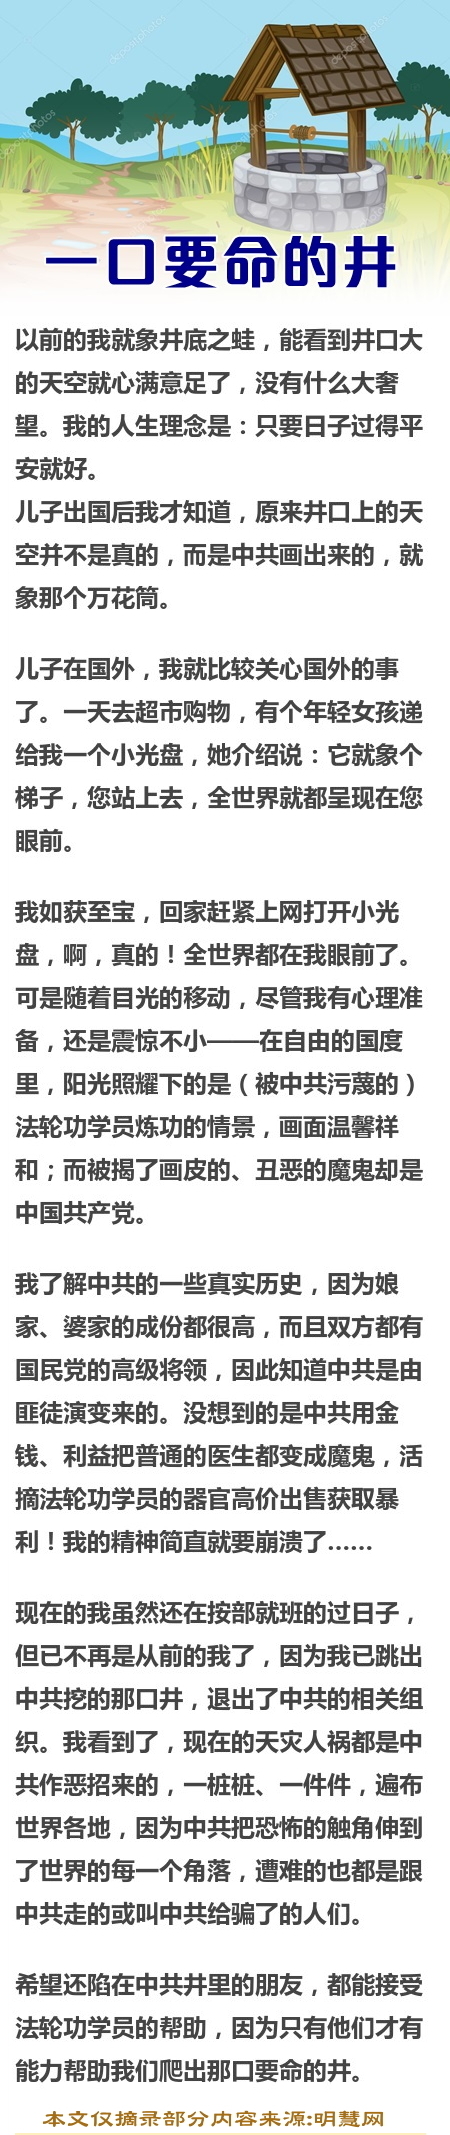 depositphotos
depositphotos
depositphotos
depositphotos
depositphotos
一口要命的井
以前的我就象井底之蛙，能看到井口大
的天空就心满意足了，没有什么大奢
望。我的人生理念是：只要日子过得平
安就好。
儿子出国后我才知道，原来井口上的天
空并不是真的，而是中共画出来的，就
象那个万花筒。
儿子在国外，我就比较关心国外的事
了。一天去超市购物，有个年轻女孩递
给我一个小光盘，她介绍说：它就象个
梯子，您站上去，全世界就都呈现在您
眼前。
我如获至宝，回家赶紧上网打开小光
盘，啊，真的！全世界都在我眼前了。
可是随着目光的移动，尽管我有心理准
备，还是震惊不小——在自由的国度
里，阳光照耀下的是（被中共污蔑的）
法轮功学员炼功的情景，画面温馨祥
和；而被揭了画皮的、丑恶的魔鬼却是
中国共产党。
我了解中共的一些真实历史，因为娘
家、婆家的成份都很高，而且双方都有
国民党的高级将领，因此知道中共是由
匪徒演变来的。没想到的是中共用金
钱、利益把普通的医生都变成魔鬼，活
摘法轮功学员的器官高价出售获取暴
利！我的精神简直就要崩溃了……
现在的我虽然还在按部就班的过日子，
但已不再是从前的我了，因为我已跳出
中共挖的那口井，退出了中共的相关组
织。我看到了，现在的天灾人祸都是中
共作恶招来的，一桩桩、一件件，遍布
世界各地，因为中共把恐怖的触角伸到
了世界的每一个角落，遭难的也都是跟
中共走的或叫中共给骗了的人们。
希望还陷在中共井里的朋友，都能接受
法轮功学员的帮助，因为只有他们才有
能力帮助我们爬出那口要命的井。
本文仅摘录部分内容来源:明慧网